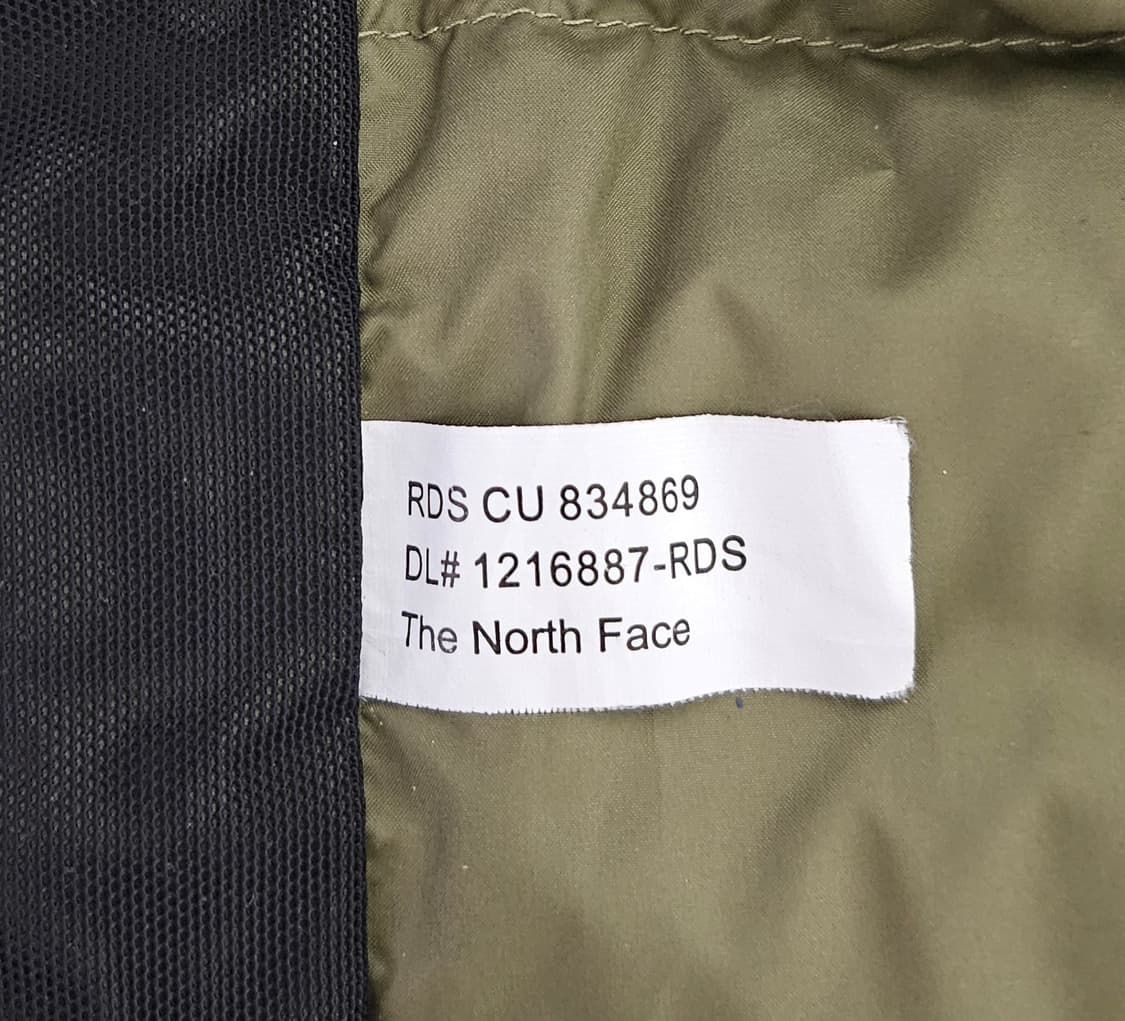 RDS CU 834869
DL# 1216887-RDS
The North Face